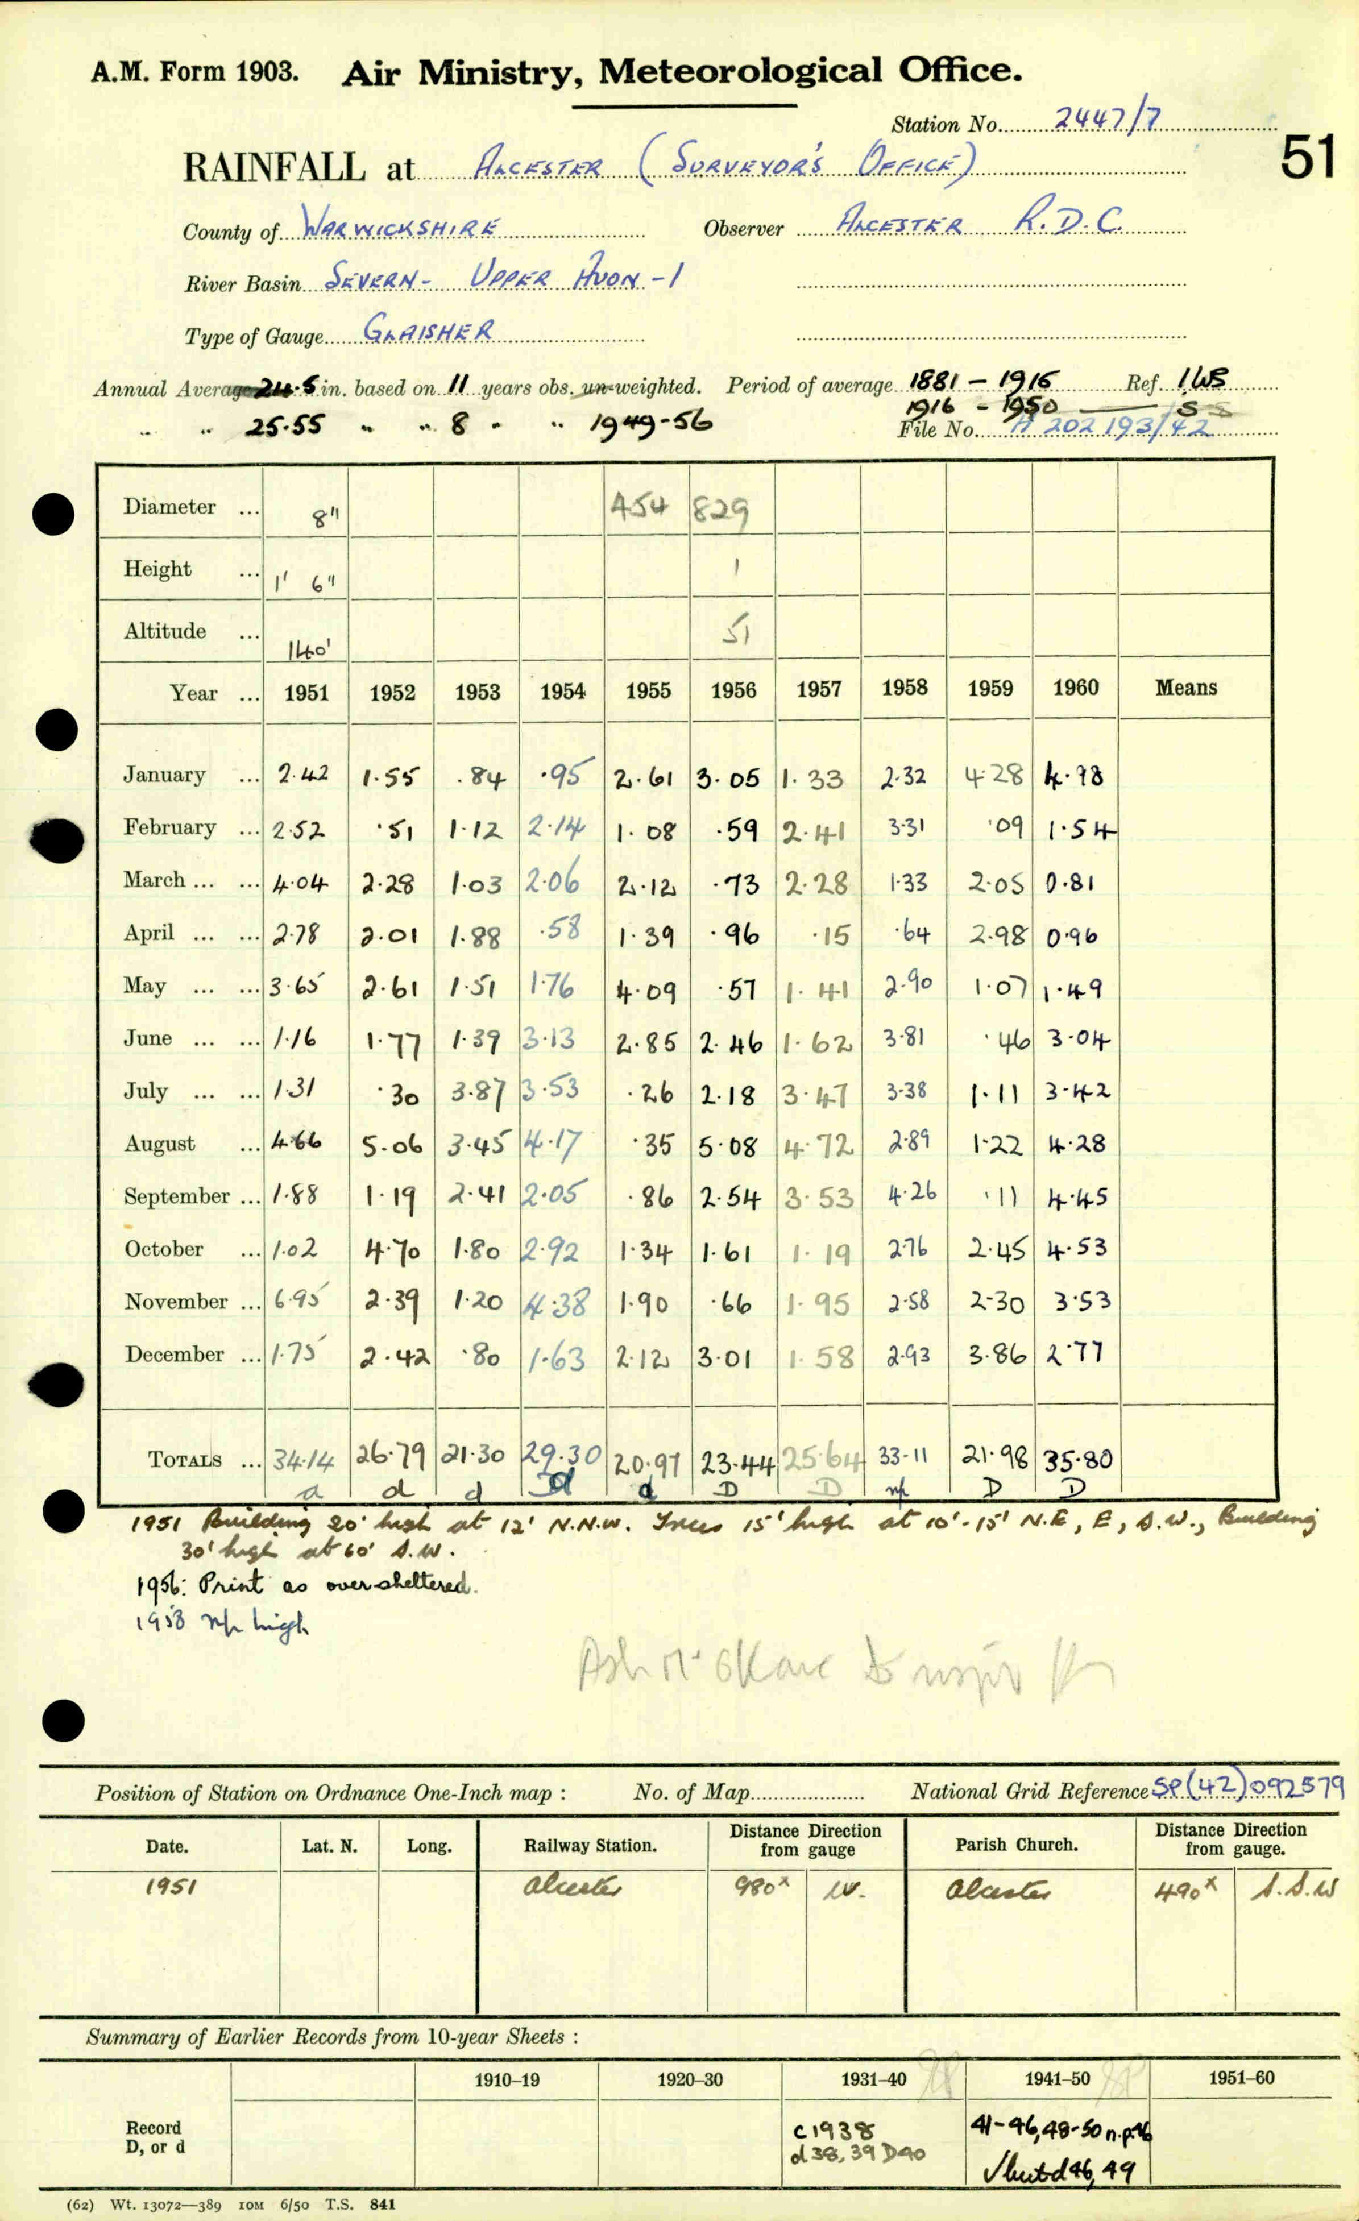 A.M. Form 1903. Air Ministry, Meteorological Office.
Station No. 2447/7
51
RAINFALL at ALCESTER (SURVEYOR'S OFFICE)
County of WARWICKSHIRE Observer ALCESTER R.D.C.
River Basin SEVERN- UPPER AVON -1
Type of Gauge GLAISHER
Annual Average 24.5 in. based on 11 years obs. un-weighted. Period of average 1881 - 1915 Ref. IWS
1916 - 1950 S
" " 25.55 " " 8 " " 1949-56 File No. A 202193/42
Diameter ... 8" 454 829
Height ... 1' 6" 1
Altitude ... 140' 51
Year ... 1951 1952 1953 1954 1955 1956 1957 1958 1959 1960 Means
January ... 2.42 1.55 .84 .95 2.61 3.05 1.33 2.32 4.28 4.98
February ... 2.52 .51 1.12 2.14 1.08 .59 2.41 3.31 .09 1.54
March ... ... 4.04 2.28 1.03 2.06 2.12 .73 2.28 1.33 2.05 0.81
April ... ... 2.78 2.01 1.88 .58 1.39 .96 .15 .64 2.98 0.96
May ... ... 3.65 2.61 1.51 1.76 4.09 .57 1.41 2.90 1.07 1.49
June ... ... 1.16 1.77 1.39 3.13 2.85 2.46 1.62 3.81 .46 3.04
July ... ... 1.31 .30 3.87 3.53 .26 2.18 3.47 3.38 1.11 3.42
August ... 4.66 5.06 3.45 4.17 .35 5.08 4.72 2.89 1.22 4.28
September ... 1.88 1.19 2.41 2.05 .86 2.54 3.53 4.26 .11 4.45
October ... 1.02 4.70 1.80 2.92 1.34 1.61 1.19 2.76 2.45 4.53
November ... 6.95 2.39 1.20 4.38 1.90 .66 1.95 2.58 2.30 3.53
December ... 1.75 2.42 .80 1.63 2.12 3.01 1.58 2.93 3.86 2.77
TOTALS ... 34.14 26.79 21.30 29.30 20.97 23.44 25.64 33.11 21.98 35.80
a d d d d D D np D D
1951 Building 20' high at 12' N.N.W. Trees 15' high at 10'-15' N.E, E, S.W., Building
30' high at 60' S.W.
1956: Print as oversheltered.
1958 np high
Position of Station on Ordnance One-Inch map : No. of Map National Grid Reference SP(42)092579
Date. Lat. N. Long. Railway Station. Distance Direction from gauge Parish Church. Distance Direction from gauge.
1951 Alcester 980x W. Alcester 490x S.S.W
Summary of Earlier Records from 10-year Sheets :
1910–19 1920–30 1931–40 1941–50 1951–60
Record D, or d
c1938 41-46,48-50 n.p.46
d38,39 D40 √but d46,49
(62) Wt. 13072—389 10M 6/50 T.S. 841